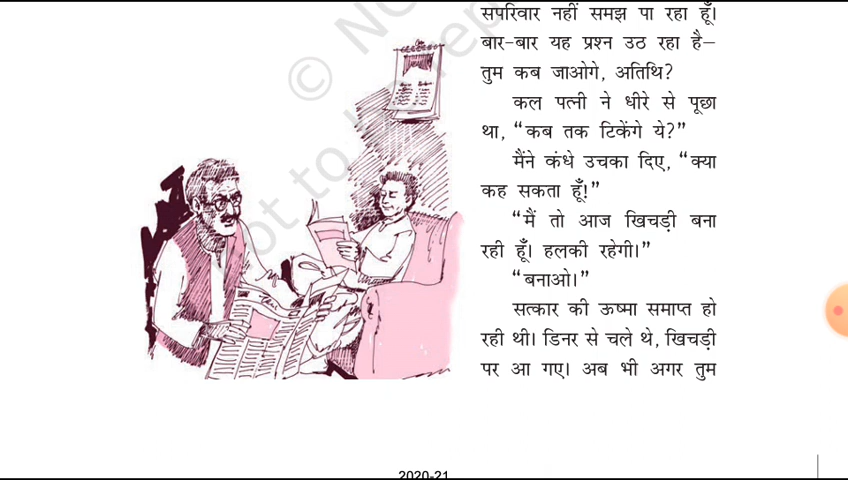 सपरिवार नहीं समझ पा रहा हूँ।
बार-बार यह प्रश्न उठ रहा है–
तुम कब जाओगे, अतिथि?
कल पत्नी ने धीरे से पूछा
था, “कब तक टिकेंगे ये?”
मैंने कंधे उचका दिए, “क्या
कह सकता हूँ!”
“मैं तो आज खिचड़ी बना
रही हूँ। हलकी रहेगी।”
“बनाओ।”
सत्कार की ऊष्मा समाप्त हो
रही थी। डिनर से चले थे, खिचड़ी
पर आ गए। अब भी अगर तुम
2020-21